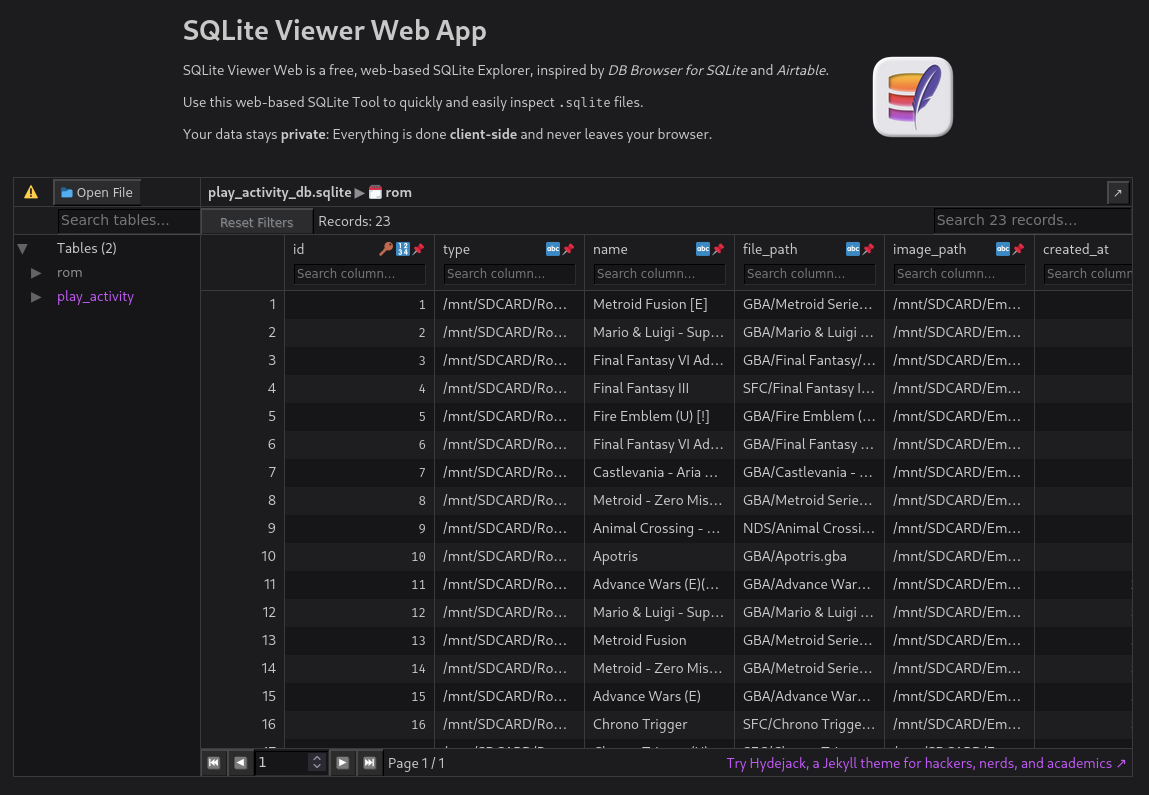 SQLite Viewer Web App
SQLite Viewer Web is a free, web-based SQLite Explorer, inspired by DB Browser for SQLite and Airtable.
Use this web-based SQLite Tool to quickly and easily inspect .sqlite files.
Your data stays private: Everything is done client-side and never leaves your browser.
Open File play_activity_db.sqlite ▶ rom ↗
Search tables... Reset Filters Records: 23 Search 23 records...
▼ Tables (2)
▶ rom
▶ play_activity
id 1234 type abc name abc file_path abc image_path abc created_at
Search column... Search column... Search column... Search column... Search column... Search column
1 1 /mnt/SDCARD/Ro... Metroid Fusion [E] GBA/Metroid Serie... /mnt/SDCARD/Em...
2 2 /mnt/SDCARD/Ro... Mario & Luigi - Sup... GBA/Mario & Luigi ... /mnt/SDCARD/Em...
3 3 /mnt/SDCARD/Ro... Final Fantasy VI Ad... GBA/Final Fantasy/... /mnt/SDCARD/Em...
4 4 /mnt/SDCARD/Ro... Final Fantasy III SFC/Final Fantasy I... /mnt/SDCARD/Em...
5 5 /mnt/SDCARD/Ro... Fire Emblem (U) [!] GBA/Fire Emblem (... /mnt/SDCARD/Em...
6 6 /mnt/SDCARD/Ro... Final Fantasy VI Ad... GBA/Final Fantasy ... /mnt/SDCARD/Em...
7 7 /mnt/SDCARD/Ro... Castlevania - Aria ... GBA/Castlevania - ... /mnt/SDCARD/Em...
8 8 /mnt/SDCARD/Ro... Metroid - Zero Mis... GBA/Metroid Serie... /mnt/SDCARD/Em...
9 9 /mnt/SDCARD/Ro... Animal Crossing - ... NDS/Animal Crossi... /mnt/SDCARD/Em...
10 10 /mnt/SDCARD/Ro... Apotris GBA/Apotris.gba /mnt/SDCARD/Em...
11 11 /mnt/SDCARD/Ro... Advance Wars (E)(... GBA/Advance War... /mnt/SDCARD/Em...
12 12 /mnt/SDCARD/Ro... Mario & Luigi - Sup... GBA/Mario & Luigi ... /mnt/SDCARD/Em...
13 13 /mnt/SDCARD/Ro... Metroid Fusion GBA/Metroid Serie... /mnt/SDCARD/Em...
14 14 /mnt/SDCARD/Ro... Metroid - Zero Mis... GBA/Metroid Serie... /mnt/SDCARD/Em...
15 15 /mnt/SDCARD/Ro... Advance Wars (E) GBA/Advance War... /mnt/SDCARD/Em...
16 16 /mnt/SDCARD/Ro... Chrono Trigger SFC/Chrono Trigge... /mnt/SDCARD/Em...
1 Page 1 / 1 Try Hydejack, a Jekyll theme for hackers, nerds, and academics ↗